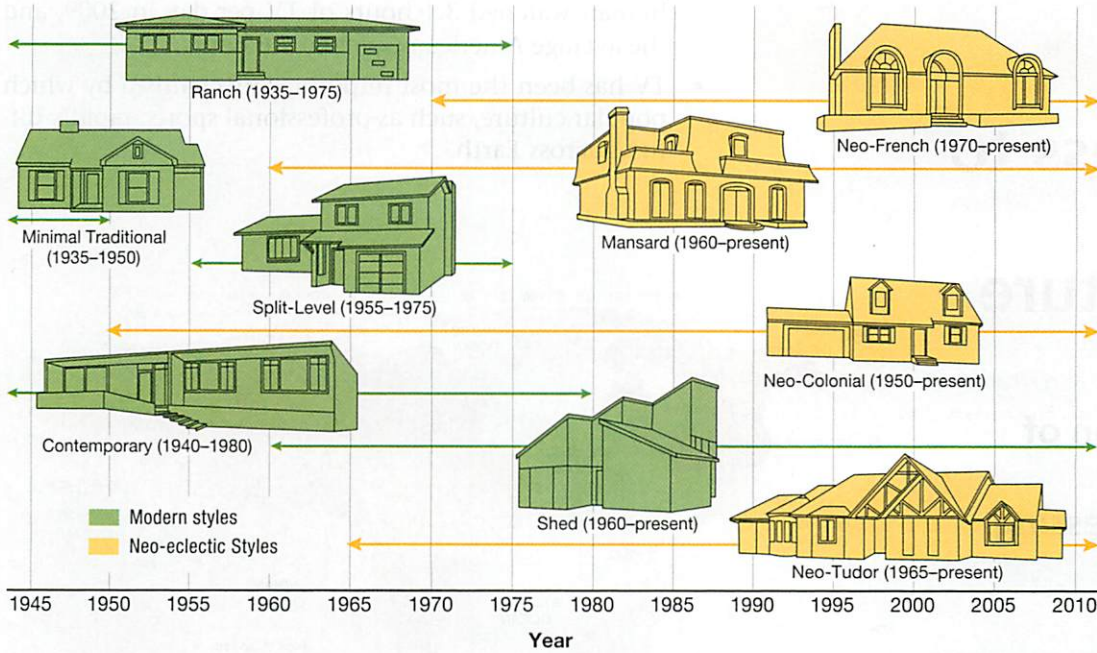 Ranch (1935–1975)
Neo-French (1970–present)
Minimal Traditional
(1935–1950)
Mansard (1960–present)
Split-Level (1955–1975)
Neo-Colonial (1950–present)
Contemporary (1940–1980)
Shed (1960–present)
Modern styles
Neo-eclectic Styles
Neo-Tudor (1965–present)
1945 1950 1955 1960 1965 1970 1975 1980 1985 1990 1995 2000 2005 2010
Year